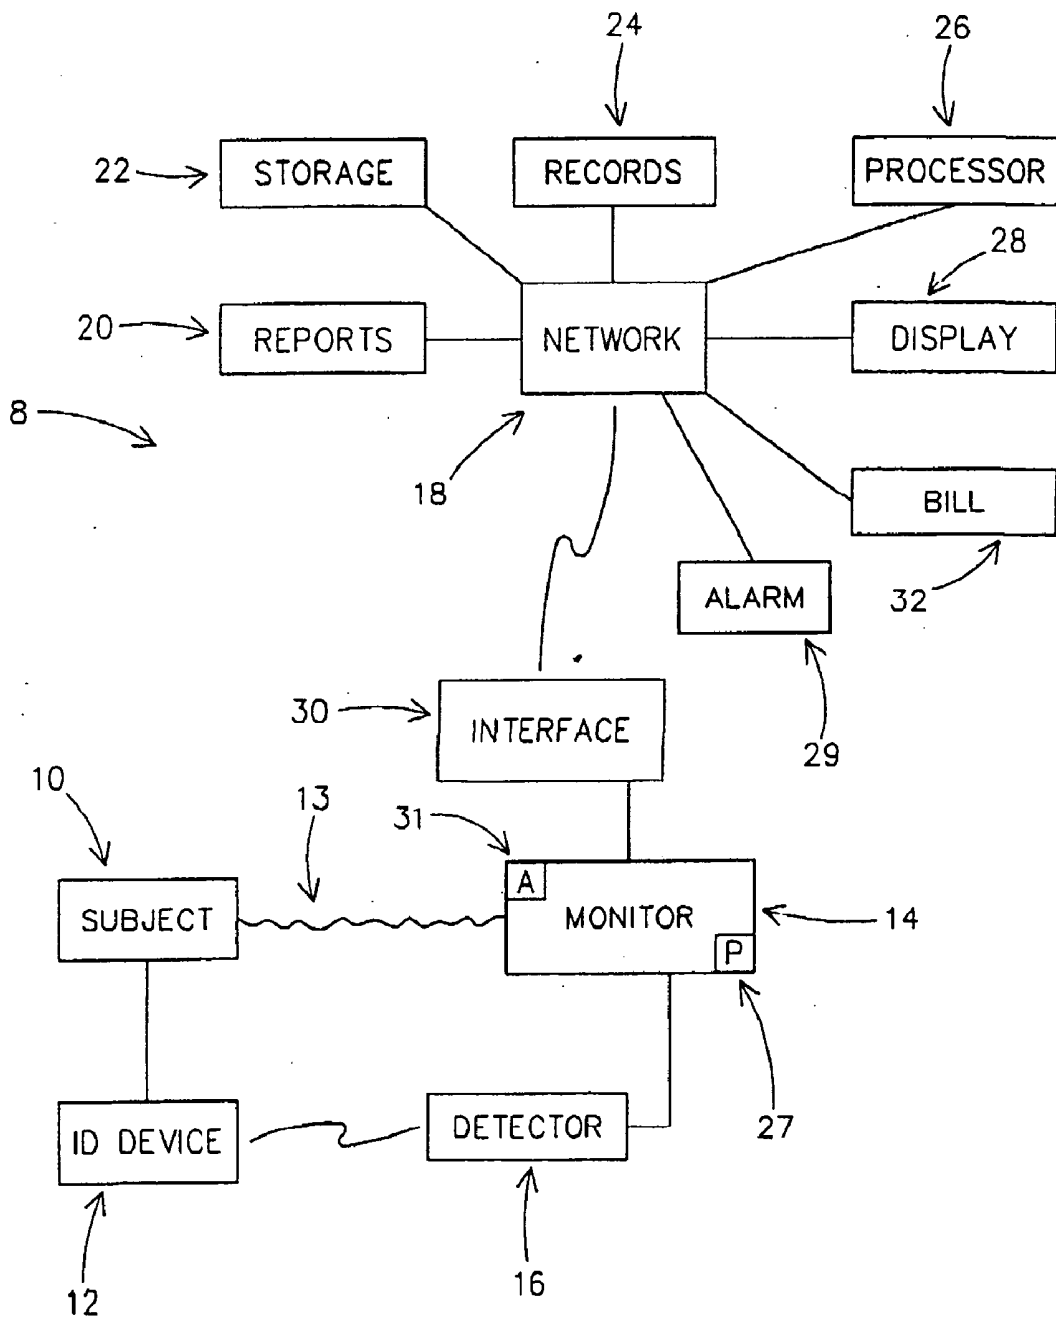 24
26
22
STORAGE
RECORDS
PROCESSOR
28
20
REPORTS
NETWORK
DISPLAY
8
18
BILL
ALARM
32
30
INTERFACE
29
10
13
31
A
SUBJECT
MONITOR
14
P
ID DEVICE
DETECTOR
27
16
12